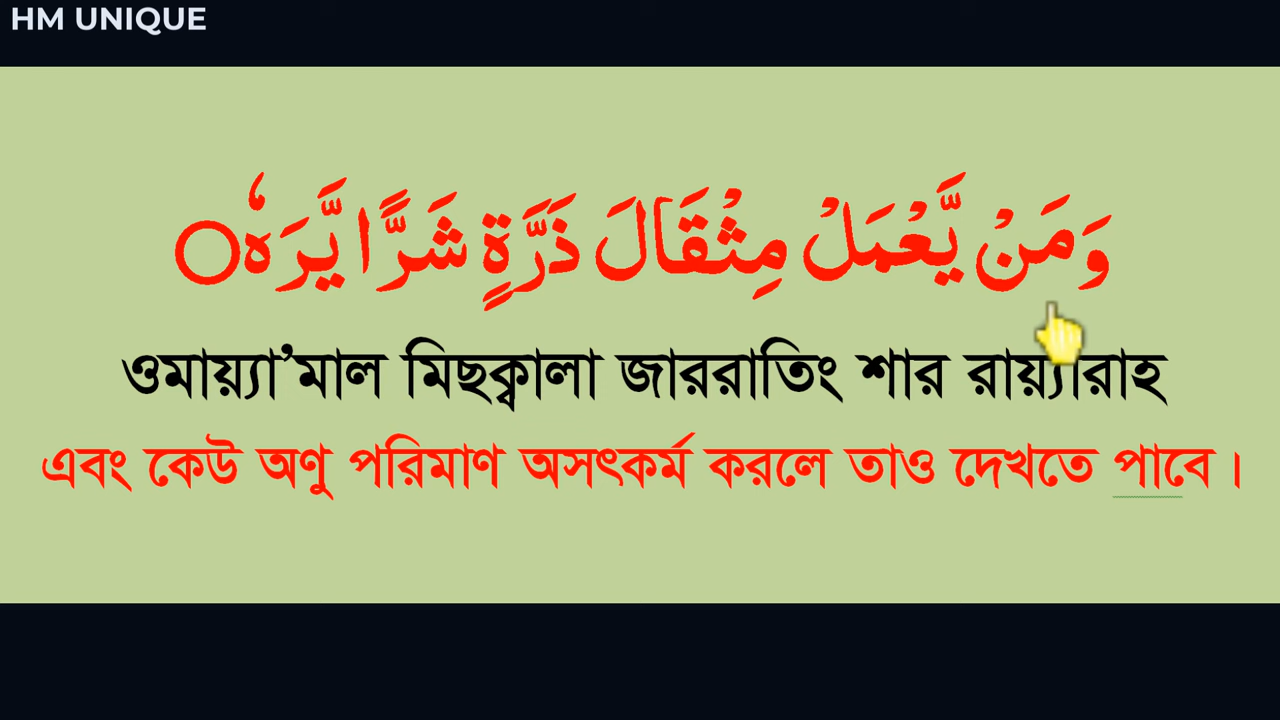 HM UNIQUE
وَمَنْ يَّعْمَلْ مِثْقَالَ ذَرَّةٍ شَرًّا يَّرَهٗ ○
ওমায়্যা’মাল মিছক্বালা জাররাতিং শার রায়্যারাহ
এবং কেউ অণু পরিমাণ অসৎকর্ম করলে তাও দেখতে পাবে।